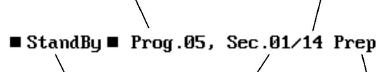 ■ StandBy ■ Prog.05, Sec.01/14 Prep